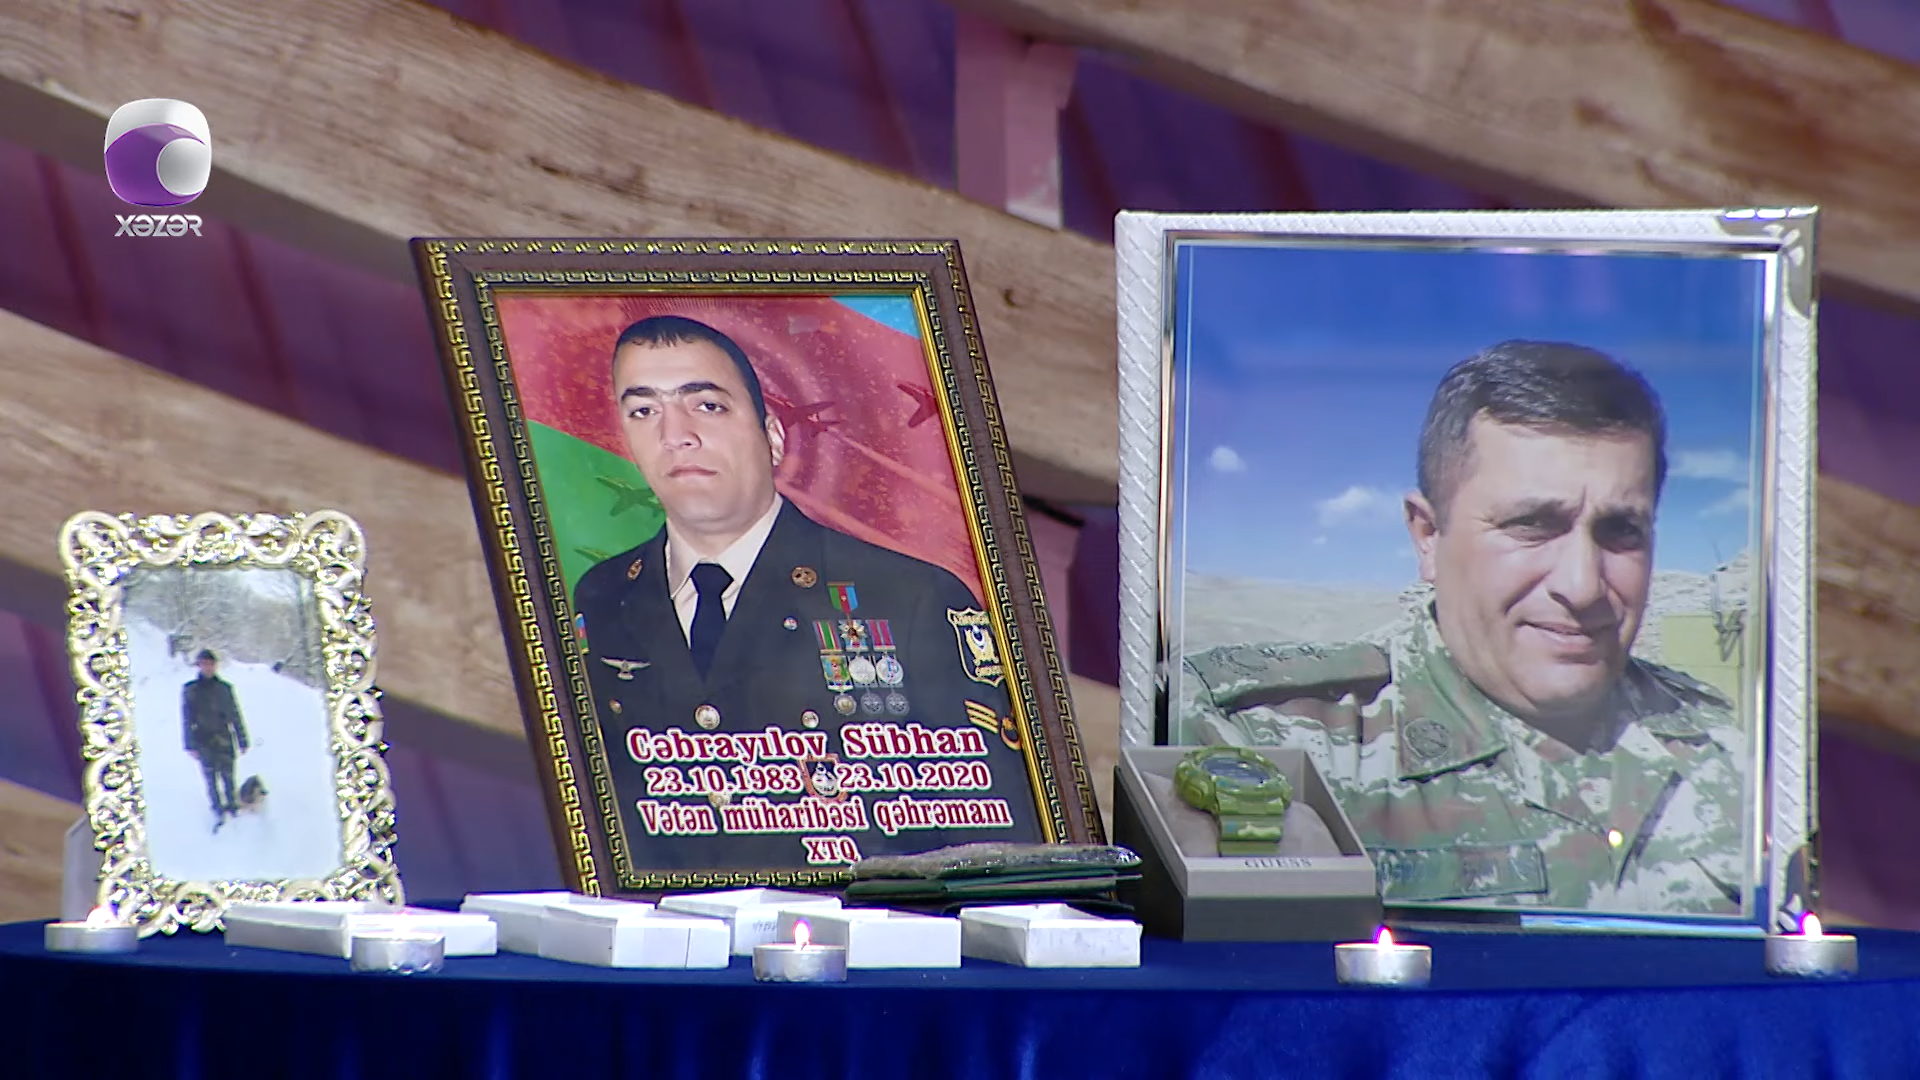 XəZəR
Cəbrayılov Sübhan
23.10.1983 23.10.2020
Vətən müharibəsi qəhrəmanı
XTQ
GUESS